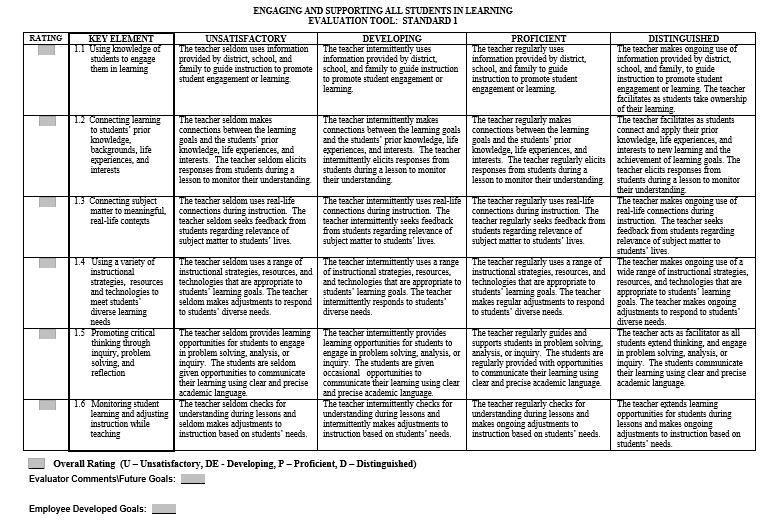 ENGAGING AND SUPPORTING ALL STUDENTS IN LEARNING
EVALUATION TOOL: STANDARD 1
RATING KEY ELEMENT UNSATISFACTORY DEVELOPING PROFICIENT DISTINGUISHED
1.1 Using knowledge of
students to engage
them in learning
The teacher seldom uses information
provided by district, school, and
family to guide instruction to promote
student engagement or learning.
The teacher intermittently uses
information provided by district,
school, and family to guide instruction
to promote student engagement or
learning.
The teacher regularly uses
information provided by district,
school, and family to guide
instruction to promote student
engagement or learning.
The teacher makes ongoing use of
information provided by district,
school, and family, to guide
instruction to promote student
engagement or learning. The teacher
facilitates as students take ownership
of their learning.
1.2 Connecting learning
to students' prior
knowledge,
backgrounds, life
experiences, and
interests
The teacher seldom makes
connections between the learning
goals and the students' prior
knowledge, life experiences, and
interests. The teacher seldom elicits
responses from students during a
lesson to monitor their understanding.
The teacher intermittently makes
connections between the learning goals
and the students' prior knowledge, life
experiences, and interests. The teacher
intermittently elicits responses from
students during a lesson to monitor
their understanding.
The teacher regularly makes
connections between the learning
goals and the students' prior
knowledge, life experiences, and
interests. The teacher regularly elicits
responses from students during a
lesson to monitor their understanding.
The teacher facilitates as students
connect and apply their prior
knowledge, life experiences, and
interests to new learning and the
achievement of learning goals. The
teacher elicits responses from
students during a lesson to monitor
their understanding.
1.3 Connecting subject
matter to meaningful,
real-life contexts
The teacher seldom uses real-life
connections during instruction. The
teacher seldom seeks feedback from
students regarding relevance of
subject matter to students' lives.
The teacher intermittently uses real-life
connections during instruction. The
teacher intermittently seeks feedback
from students regarding relevance of
subject matter to students' lives.
The teacher regularly uses real-life
connections during instruction. The
teacher regularly seeks feedback from
students regarding relevance of
subject matter to students' lives.
The teacher makes ongoing use of
real-life connections during
instruction. The teacher seeks
feedback from students regarding
relevance of subject matter to
students' lives.
1.4 Using a variety of
instructional
strategies, resources
and technologies to
meet students'
diverse learning
needs
The teacher seldom uses a range of
instructional strategies, resources, and
technologies that are appropriate to
students' learning goals. The teacher
seldom makes adjustments to respond
to students' diverse needs.
The teacher intermittently uses a range
of instructional strategies, resources,
and technologies that are appropriate to
students' learning goals. The teacher
intermittently responds to students'
diverse needs.
The teacher regularly uses a range of
instructional strategies, resources, and
technologies that are appropriate to
students' learning goals. The teacher
makes regular adjustments to respond
to students' diverse needs.
The teacher makes ongoing use of a
wide range of instructional strategies,
resources, and technologies that are
appropriate to students' learning
goals. The teacher makes ongoing
adjustments to respond to students'
diverse needs.
1.5 Promoting critical
thinking through
inquiry, problem
solving, and
reflection
The teacher seldom provides learning
opportunities for students to engage
in problem solving, analysis, or
inquiry. The students are seldom
given opportunities to communicate
their learning using clear and precise
academic language.
The teacher intermittently provides
learning opportunities for students to
engage in problem solving, analysis, or
inquiry. The students are given
occasional opportunities to
communicate their learning using clear
and precise academic language.
The teacher regularly guides and
supports students in problem solving,
analysis, or inquiry. The students are
regularly provided with opportunities
to communicate their learning using
clear and precise academic language.
The teacher acts as facilitator as all
students extend thinking, and engage
in problem solving, analysis, or
inquiry. The students communicate
their learning using clear and precise
academic language.
1.6 Monitoring student
learning and adjusting
instruction while
teaching
The teacher seldom checks for
understanding during lessons and
seldom makes adjustments to
instruction based on students' needs.
The teacher intermittently checks for
understanding during lessons and
intermittently makes adjustments to
instruction based on students' needs.
The teacher regularly checks for
understanding during lessons and
makes ongoing adjustments to
instruction based on students' needs.
The teacher extends learning
opportunities for students during
lessons and makes ongoing
adjustments to instruction based on
students' needs.
Overall Rating (U – Unsatisfactory, DE - Developing, P – Proficient, D – Distinguished)
Evaluator Comments\Future Goals:
Employee Developed Goals: